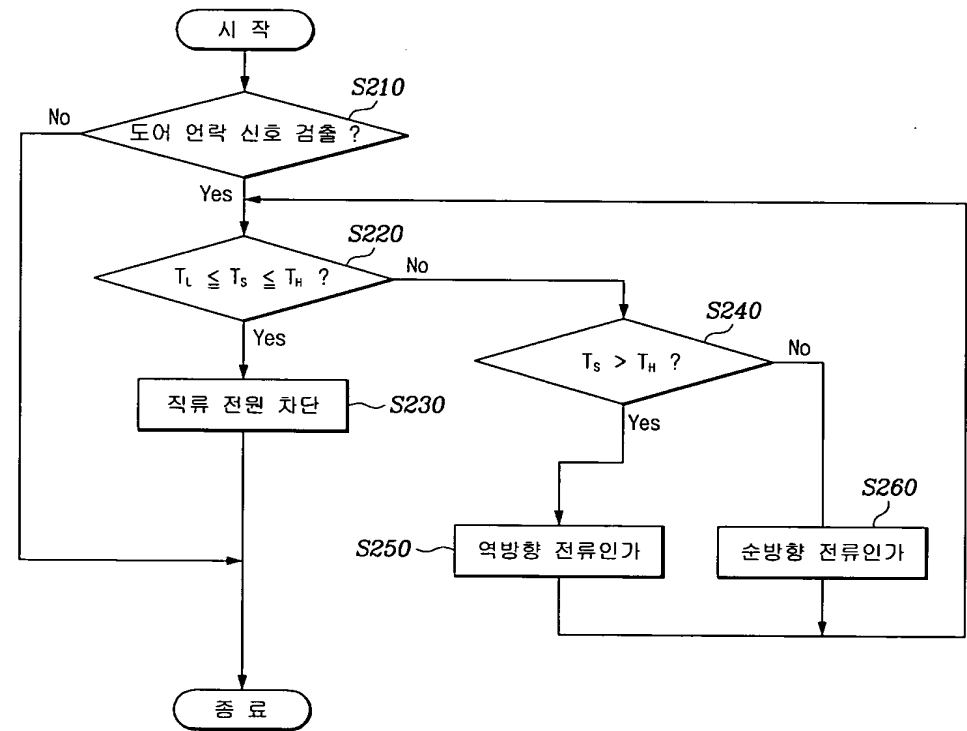 시 작
S210
No
도어 언락 신호 검출 ?
Yes
S220
T_L ≦ T_S ≦ T_H ?
No
Yes
S240
T_S > T_H ?
No
Yes
직류 전원 차단
S230
S260
S250
역방향 전류인가
순방향 전류인가
종 료